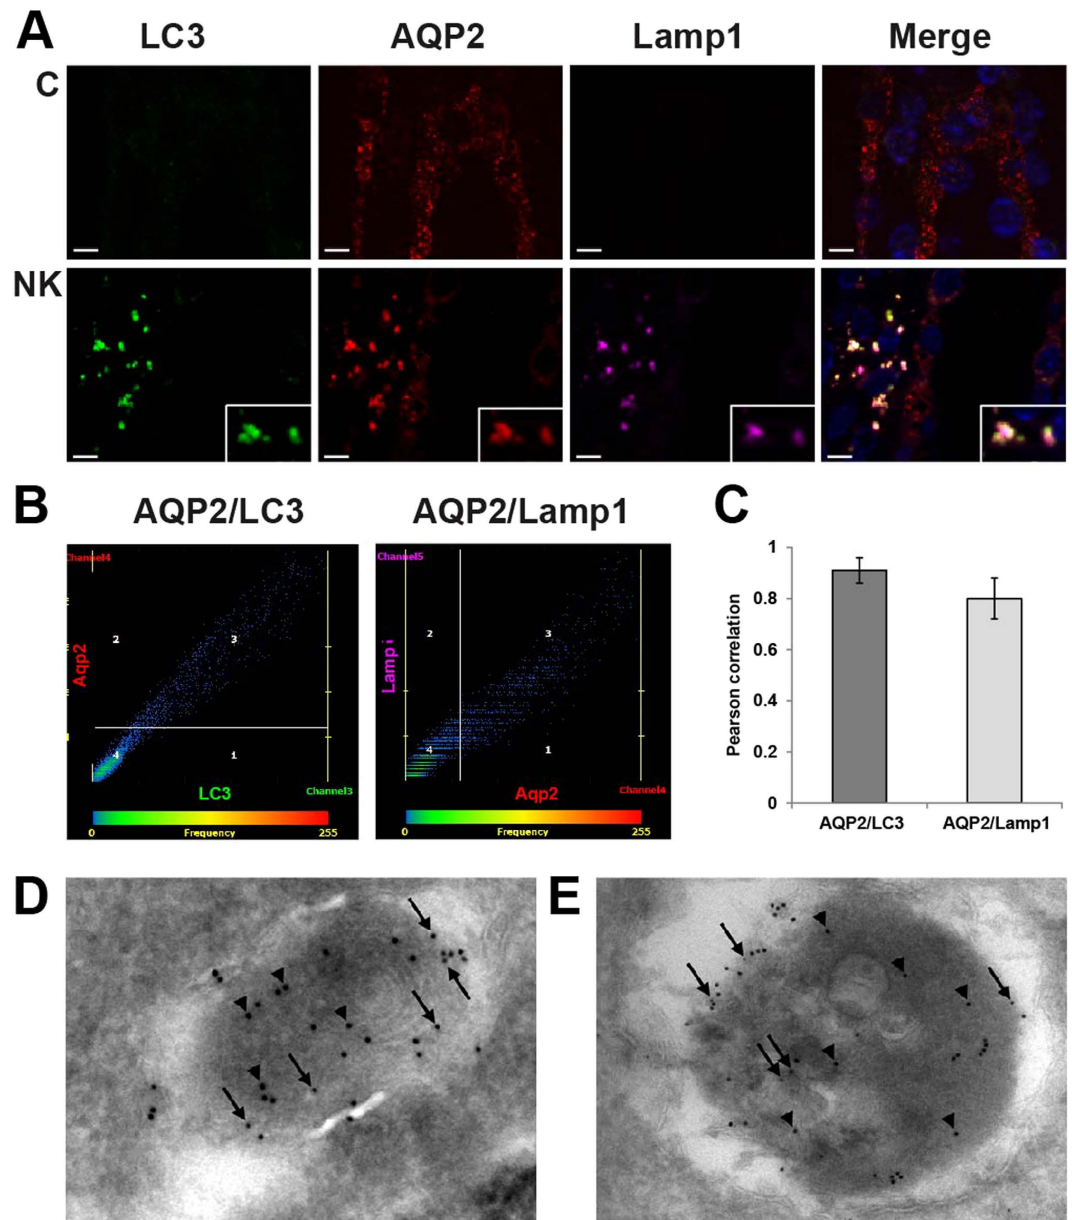 A
LC3 AQP2 Lamp1 Merge
C
NK
B
AQP2/LC3 AQP2/Lamp1
Channel4
Aqp2
2 3
4 1
LC3
Channel3
0 Frequency 255
Channel5
Lamp
2 3
4 1
Aqp2
Channel4
0 Frequency 255
C
Pearson correlation
1
0.8
0.6
0.4
0.2
0
AQP2/LC3 AQP2/Lamp1
D
E